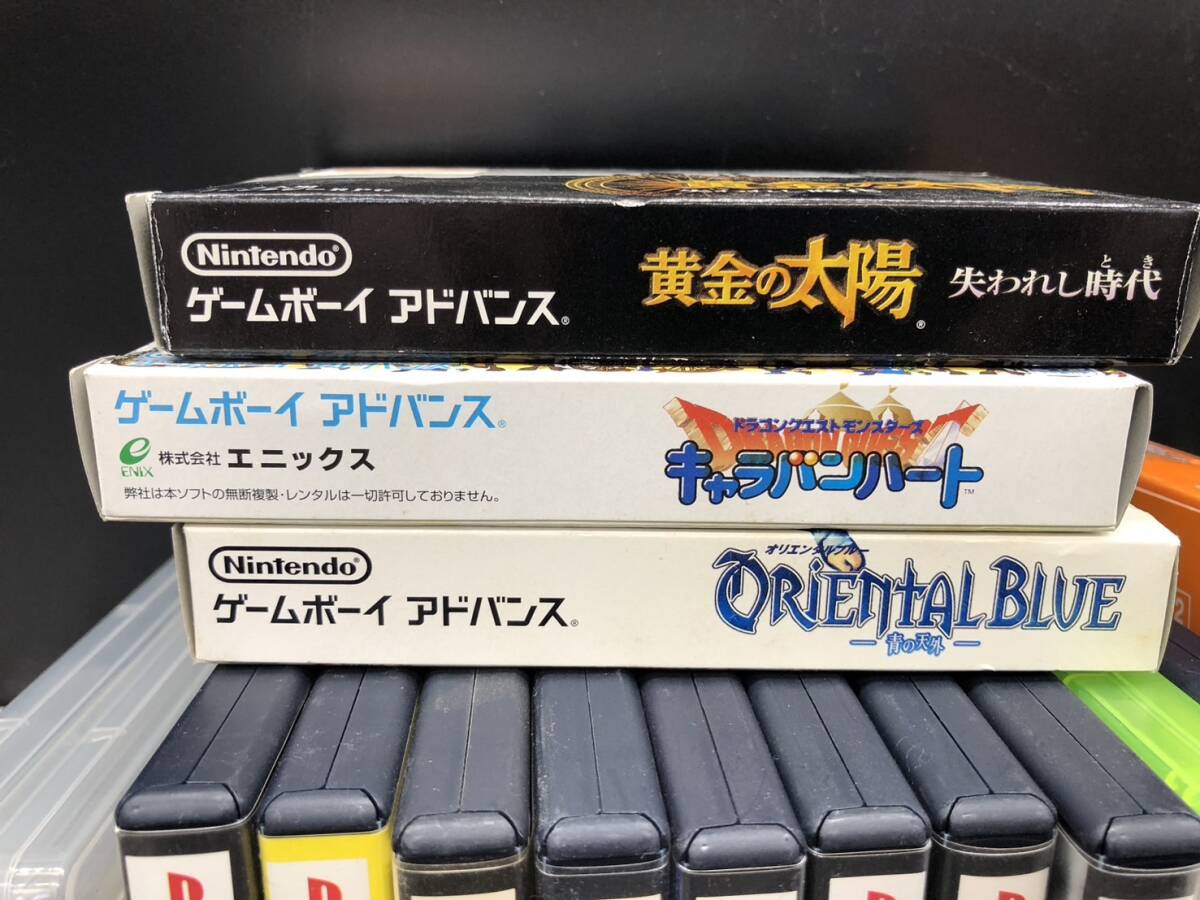 Nintendo®
ゲームボーイ アドバンス®
黄金の太陽®
失われし時代
とき
ゲームボーイ アドバンス®
ENIX
株式会社 エニックス
弊社は本ソフトの無断複製・レンタルは一切許可しておりません。
ドラゴンクエストモンスターズ
DRAGON QUEST
キャラバンハート™
Nintendo®
ゲームボーイ アドバンス®
オリエンタルブルー
ORIENTAL BLUE
青の天外